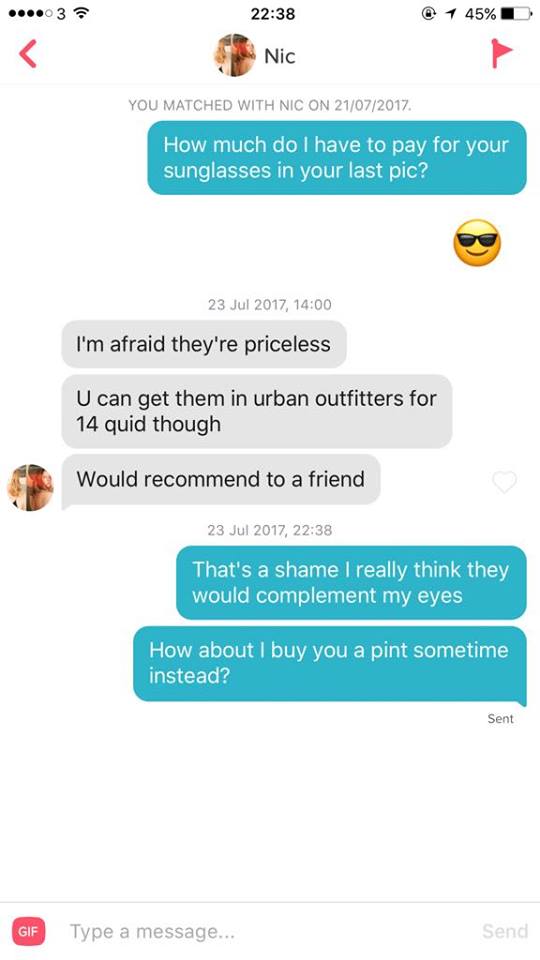 3 22:38 45%
Nic
YOU MATCHED WITH NIC ON 21/07/2017.
How much do I have to pay for your
sunglasses in your last pic?
23 Jul 2017, 14:00
I'm afraid they're priceless
U can get them in urban outfitters for
14 quid though
Would recommend to a friend
23 Jul 2017, 22:38
That's a shame I really think they
would complement my eyes
How about I buy you a pint sometime
instead?
Sent
GIF Type a message... Send